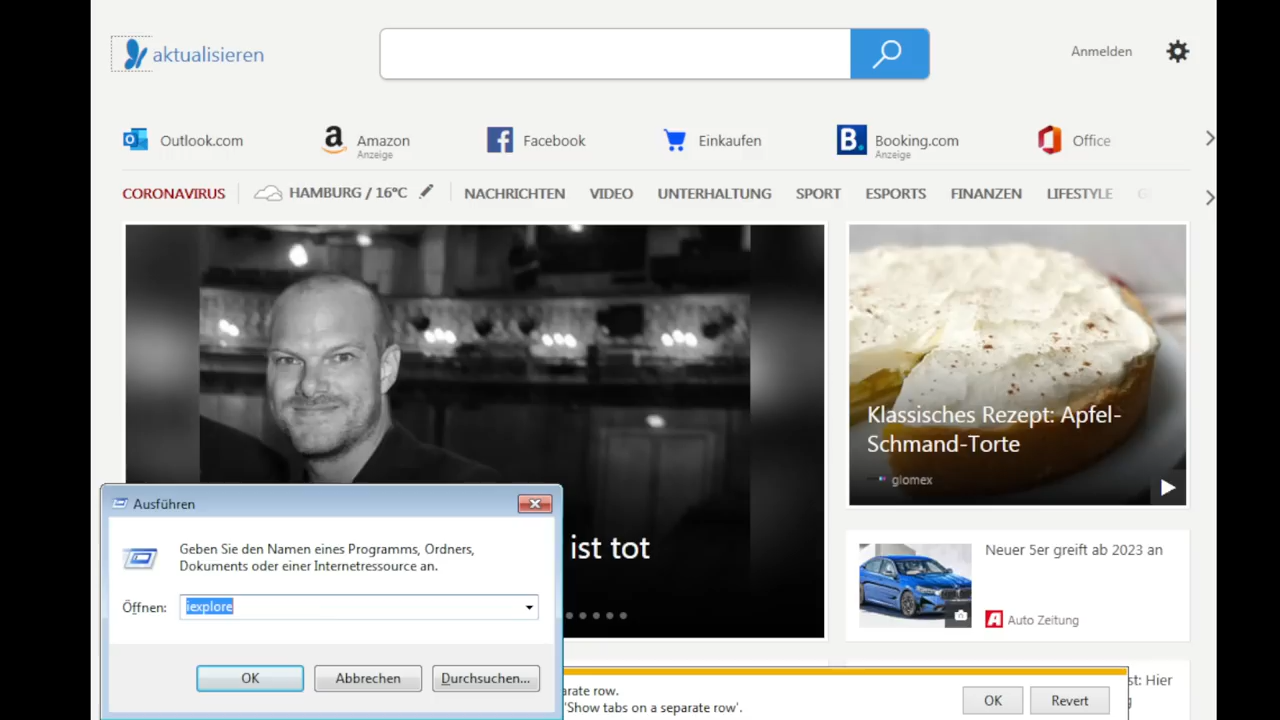 aktualisieren
Anmelden
Outlook.com
Amazon
Anzeige
Facebook
Einkaufen
Booking.com
Anzeige
Office
CORONAVIRUS
HAMBURG / 16°C
NACHRICHTEN
VIDEO
UNTERHALTUNG
SPORT
ESPORTS
FINANZEN
LIFESTYLE
ist tot
Klassisches Rezept: Apfel-
Schmand-Torte
glomex
Neuer 5er greift ab 2023 an
Auto Zeitung
Ausführen
Geben Sie den Namen eines Programms, Ordners,
Dokuments oder einer Internetressource an.
Öffnen: iexplore
OK
Abbrechen
Durchsuchen...
arate row.
'Show tabs on a separate row'.
OK
Revert
st: Hier